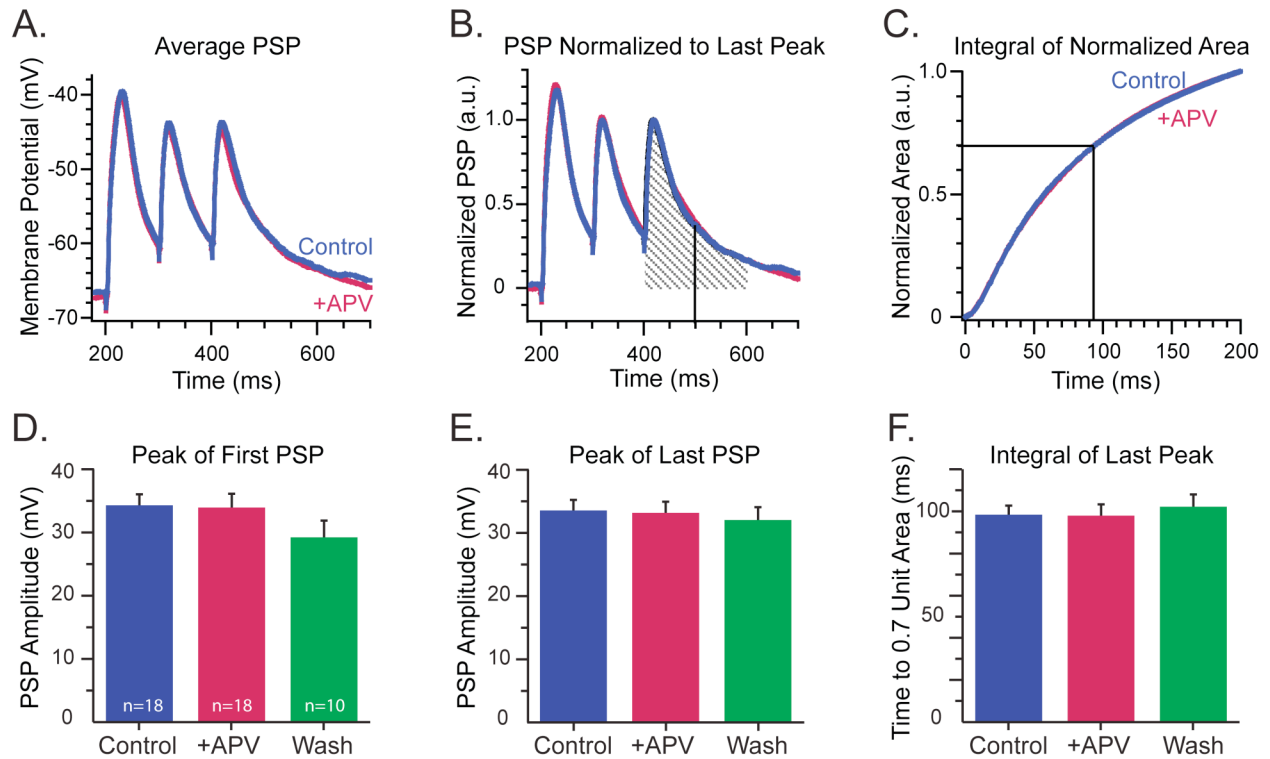 A.
Average PSP
Membrane Potential (mV)
-40
-50
-60
-70
Control
+APV
200
400
600
Time (ms)
B.
PSP Normalized to Last Peak
Normalized PSP (a.u.)
1.0
0.5
0
200
400
600
Time (ms)
C.
Integral of Normalized Area
Normalized Area (a.u.)
1.0
0.5
0
Control
+APV
0
50
100
150
200
Time (ms)
D.
Peak of First PSP
PSP Amplitude (mV)
40
30
20
10
0
n=18
n=18
n=10
Control
+APV
Wash
E.
Peak of Last PSP
PSP Amplitude (mV)
40
30
20
10
0
Control
+APV
Wash
F.
Integral of Last Peak
Time to 0.7 Unit Area (ms)
100
50
0
Control
+APV
Wash